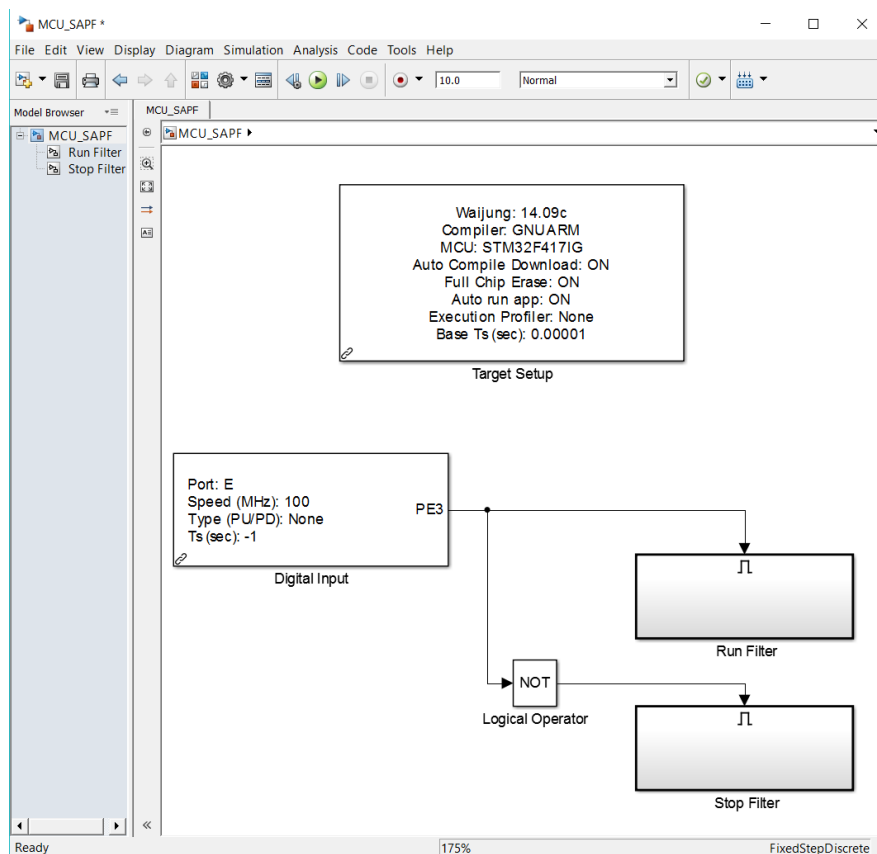 MCU_SAPF *
File Edit View Display Diagram Simulation Analysis Code Tools Help
10.0 Normal
Model Browser
MCU_SAPF
MCU_SAPF
MCU_SAPF
Run Filter
Stop Filter
Waijung: 14.09c
Compiler: GNUARM
MCU: STM32F417IG
Auto Compile Download: ON
Full Chip Erase: ON
Auto run app: ON
Execution Profiler: None
Base Ts (sec): 0.00001
Target Setup
Port: E
Speed (MHz): 100
Type (PU/PD): None
Ts (sec): -1
PE3
Digital Input
Run Filter
NOT
Logical Operator
Stop Filter
Ready 175% FixedStepDiscrete